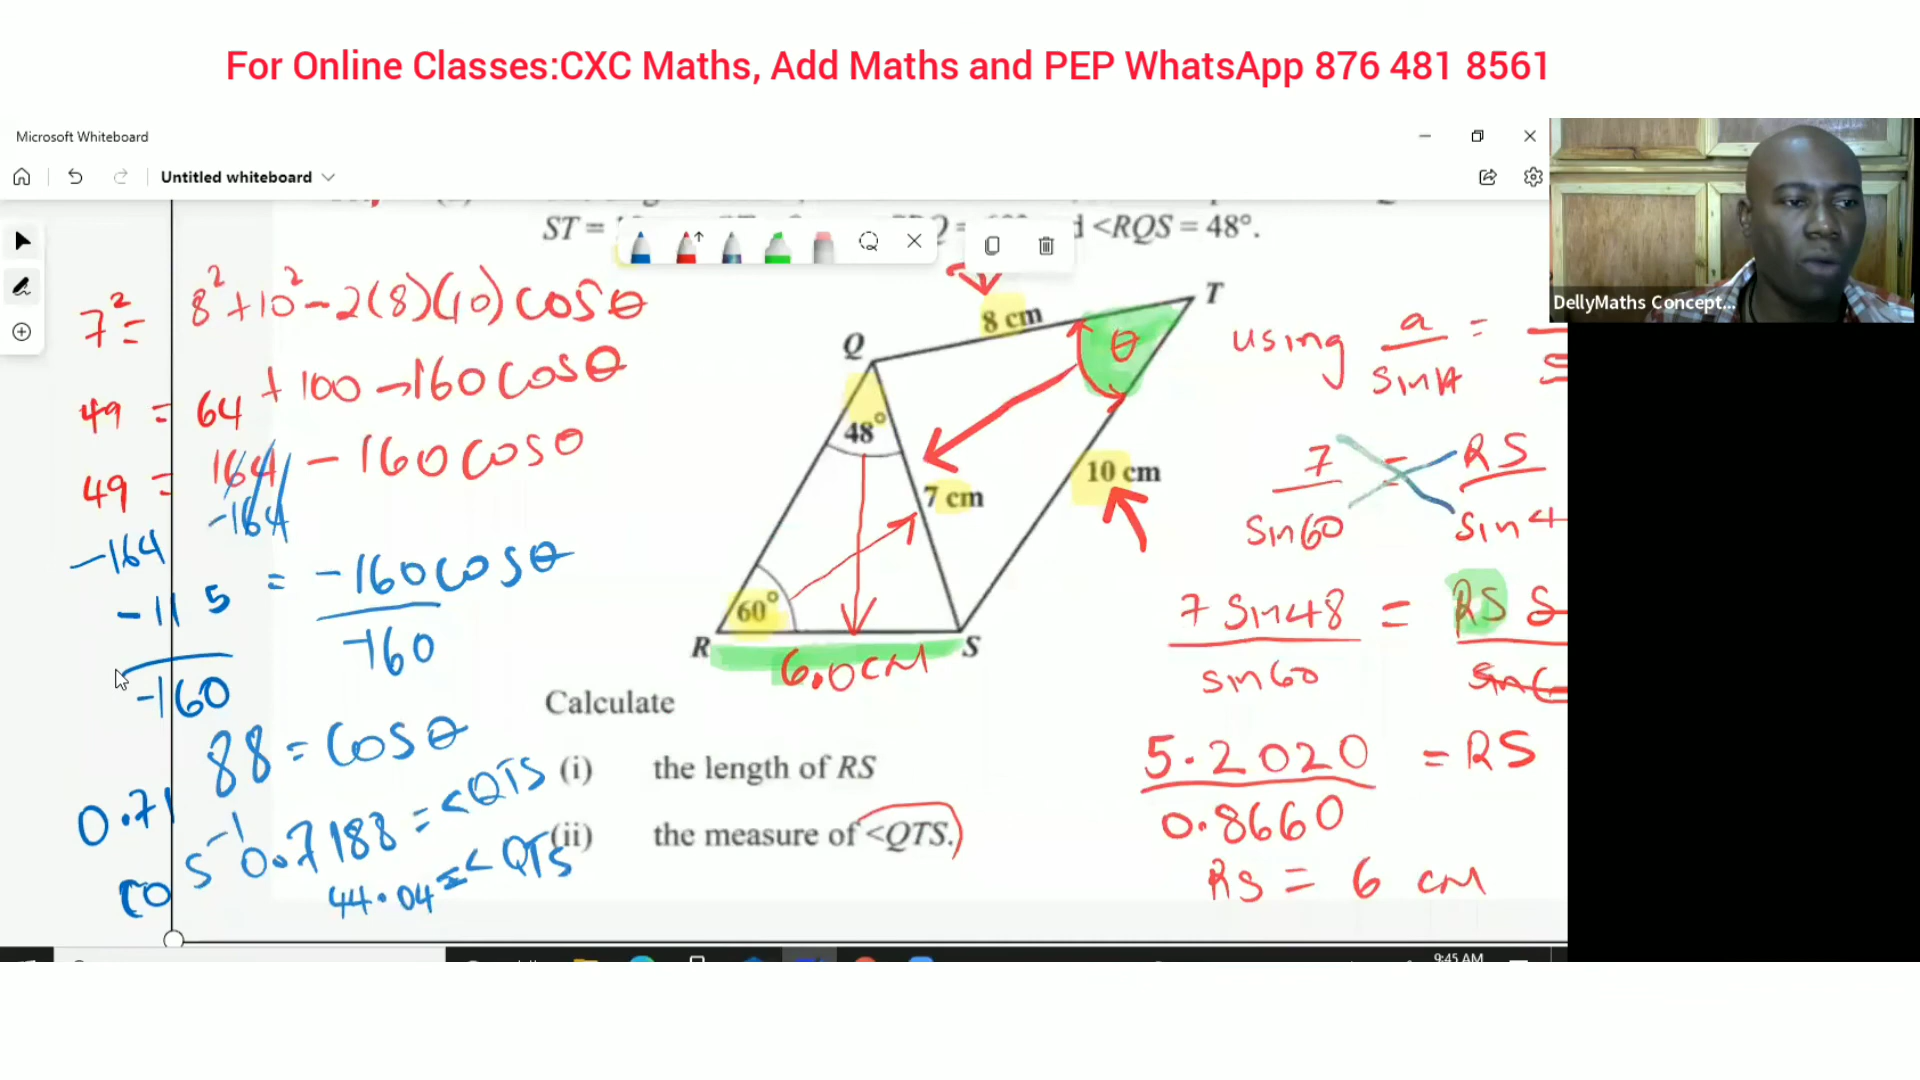 For Online Classes:CXC Maths, Add Maths and PEP WhatsApp 876 481 8561
Microsoft Whiteboard
Untitled whiteboard
DellyMaths Concept...
ST =
<RQS = 48°.
7² = 8² + 10² - 2(8)(10) cos θ
49 = 64 + 100 - 160 cos θ
49 = 164 - 160 cos θ
-164 -164
-115 = -160 cos θ
-160 -160
0.7188 = cos θ
cos⁻¹ 0.7188 = <QTS
44.04 = < QTS
T
8 cm
θ
Q
48°
7 cm
10 cm
60°
R
S
6.0 cm
Calculate
(i) the length of RS
(ii) the measure of <QTS.
using a/sin A =
7/sin 60 = RS/sin 4
7 sin 48 = RS S
sin 60
5.2020 = RS
0.8660
RS = 6 cm
9:45 AM